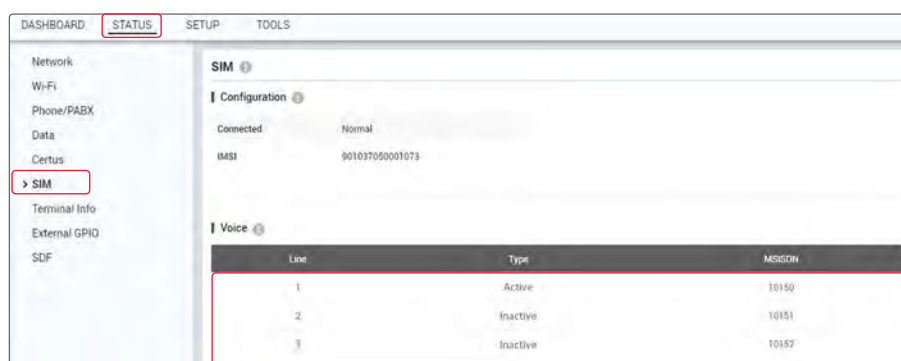 DASHBOARD STATUS SETUP TOOLS
Network
Wi-Fi
Phone/PABX
Data
Certus
> SIM
Terminal Info
External GPIO
SDF
SIM
Configuration
Connected Normal
IMSI 901037050001073
Voice
Line Type MSISDN
1 Active 10150
2 Inactive 10151
3 Inactive 10152